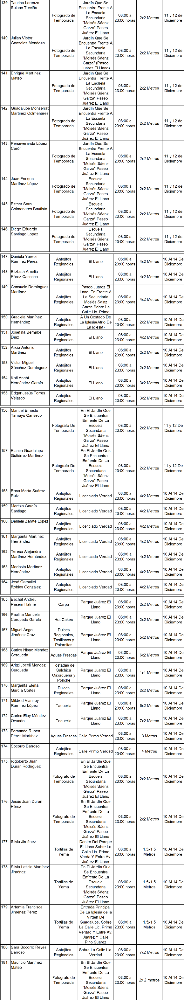 139. Taurino Lorenzo Solano Treviño | Fotogrado de Temporada | Jardín Que Se Encuentra Frente A La Escuela Secundaria "Moisés Sáenz Garza" Paseo Juárez El Llano | 08:00 a 23:00 horas | 2x2 Metros | 11 y 12 de Diciembre
140. Julian Victor Gonzalez Mendoza | Fotogrado de Temporada | Jardín Que Se Encuentra Frente A La Escuela Secundaria "Moisés Sáenz Garza" (Paseo Juárez El Llano) | 08:00 a 23:00 horas | 2x2 Metros | 11 y 12 de Diciembre
141. Enrique Martínez Mateo | Fotogrado de Temporada | Jardín Que Se Encuentra Frente A La Escuela Secundaria "Moisés Sáenz Garza" Paseo Juárez El Llano | 08:00 a 23:00 horas | 2x2 Metros | 11 y 12 de Diciembre
142. Guadalupe Monserrat Martínez Colmenares | Fotogrado de Temporada | Jardín Que Se Encuentra Frente A La Escuela Secundaria "Moisés Sáenz Garza" Paseo Juárez El Llano | 08:00 a 23:00 horas | 2x2 Metros | 11 y 12 de Diciembre
143. Perseveranda López Cerón | Fotogrado de Temporada | Jardín Que Se Encuentra Frente A La Escuela Secundaria "Moisés Sáenz Garza" Paseo Juárez El Llano | 08:00 a 23:00 horas | 2x2 Metros | 11 y 12 de Diciembre
144. Juan Enrique Martínez López | Fotogrado de Temporada | Escuela Secundaria "Moisés Sáenz Garza" Paseo Juárez El Llano | 08:00 a 23:00 horas | 2x2 Metros | 11 y 12 de Diciembre
145. Esther Sara Colmenares Bautista | Fotogrado de Temporada | Escuela Secundaria "Moisés Sáenz Garza" Paseo Juárez El Llano | 08:00 a 23:00 horas | 2x2 Metros | 11 y 12 de Diciembre
146. Diego Eduardo Santiago López | Fotogrado de Temporada | Escuela Secundaria "Moisés Sáenz Garza" Paseo Juárez El Llano | 08:00 a 23:00 horas | 2x2 Metros | 11 y 12 de Diciembre
147. Daniela Yaretzi Ramírez Pérez | Antojitos Regionales | El Llano | 08:00 a 23:00 horas | 4x2 Metros | 10 Al 14 De Diciembre
148. Elizbeth Amelia Pérez Canseco | Antojitos Regionales | El Llano | 08:00 a 23:00 horas | 4x2 Metros | 10 Al 14 De Diciembre
149. Consuelo Domínguez Martínez | Antojitos Regionales | Paseo Juárez El Llano, En Frente A La Secundaria Mosiés Sainz Garza Sobre La Calle Lic. Primo | 08:00 a 23:00 horas | 4x2 Metros | 10 Al 14 De Diciembre
150. Graciela Martínez Hernández | Antojitos Regionales | A Un Costado De La Iglesia(Atrio De La Iglesia) | 08:00 a 23:00 horas | 2x2 Metros | 10 Al 14 De Diciembre
151. Josefina Bernabé Diaz | Antojitos Regionales | El Llano | 08:00 a 23:00 horas | 4x2 Metros | 10 Al 14 De Diciembre
152. Alicia Antonio Martínez | Antojitos Regionales | El Llano | 08:00 a 23:00 horas | 2x2 Metros | 10 Al 14 De Diciembre
153. Victor Miguel Sánchez Domínguez | Antojitos Regionales | El Llano | 08:00 a 23:00 horas | 2x2 Metros | 10 Al 14 De Diciembre
154. Kati Anahí Hernández García | Antojitos Regionales | El Llano | 08:00 a 23:00 horas | 3x2 Metros | 10 Al 14 De Diciembre
155. Edgar Jesús Torres Velasco | Antojitos Regionales | El Llano | 08:00 a 23:00 horas | 3x2 Metros | 10 Al 14 De Diciembre
156. Manuel Ernesto Tamayo Canseco | Fotografo De Temporada | En El Jardín Que Se Encuentra Enfrente De La Escuela Secundaria "Moisés Sáenz Garza" Paseo Juárez El Llano | 08:00 a 23:00 horas | 2x2 Metros | 11 y 12 De Diciembre
157. Blanca Guadalupe Gutiérrez Martínez | Fotografo De Temporada | En El Jardín Que Se Encuentra Enfrente De La Escuela Secundaria "Moisés Sáenz Garza" Paseo Juárez El Llano | 08:00 a 23:00 horas | 2x2 Metros | 11 y 12 De Diciembre
158. Rosa María Suárez Ruiz | Antojitos Regionales | Licenciado Verdad | 08:00 a 23:00 horas | 4x2 Metros | 10 Al 14 De Diciembre
159. Maritza García Santiago | Antojitos Regionales | Licenciado Verdad | 08:00 a 23:00 horas | 4x2 Metros | 10 Al 14 De Diciembre
160. Daniela Zarate López | Antojitos Regionales | Licenciado Verdad | 08:00 a 23:00 horas | 4x2 Metros | 10 Al 14 De Diciembre
161. Margarita Martínez Hernández | Antojitos Regionales | Licenciado Verdad | 08:00 a 23:00 horas | 4x2 Metros | 10 Al 14 De Diciembre
162. Teresa Alejandra Martínez Hernández | Antojitos Regionales | Licenciado Verdad | 08:00 a 23:00 horas | 4x2 Metros | 10 Al 14 De Diciembre
163. Modesto Martínez Hernández | Antojitos Regionales | Licenciado Verdad | 08:00 a 23:00 horas | 4x2 Metros | 10 Al 14 De Diciembre
164. José Gamaliel Robles González | Antojitos Regionales | Licenciado Verdad | 08:00 a 23:00 horas | 4x2 Metros | 10 Al 14 De Diciembre
165. Bechal Andreu Pasem Halme | Carpa | Parque Juárez El Llano | 08:00 a 23:00 horas | 2x2 Metros | 10 Al 14 De Diciembre
166. Paulina Manuela Cerqueda García | Hot Cakes | Parque Juárez El Llano | 08:00 a 23:00 horas | 2x2 Metros | 10 Al 14 De Diciembre
167. Miguel Ángel Jiménez Cruz | Dulces Regionales, Tostilocos y Palomitas | Parque Juárez El Llano | 08:00 a 23:00 horas | 5x2 Metros | 10 Al 14 De Diciembre
168. Carlos Hisao Méndez Cerqueda | Aguas Frescas | Parque Juárez El Llano | 08:00 a 23:00 horas | 6x2 Metros | 10 Al 14 De Diciembre
169. Aritzi Joceli Méndez Cerqueda | Tostadas de Salchica Oaxaqueña y Ponche | Parque Juárez El Llano | 08:00 a 23:00 horas | 1x1 Metros | 10 Al 14 De Diciembre
170. Margarita Elena García Cortes | Dulces Regionales | Parque Juárez El Llano | 08:00 a 23:00 horas | 2x2 Metros | 10 Al 14 De Diciembre
171. Mildred Vianney Ramírez López | Taquería | Parque Juárez El Llano | 08:00 a 23:00 horas | 6x2 Metros | 10 Al 14 De Diciembre
172. Carlos Eloy Méndez Ovando | Taqueria | Parque Juárez El Llano | 08:00 a 23:00 horas | 7x2 Metros | 10 Al 14 De Diciembre
173. Fernando Ruben Pérez Martínez | Aguas Frescas | Calle Primo Verdad | 08:00 a 23:00 horas | 3 Metros | 10 Al 14 De Diciembre
174. Socorro Barroso | Antojitos Regionales | Calle Primo Verdad | 08:00 a 23:00 horas | 4 Metros | 10 Al 14 De Diciembre
175. Rigoberto Juan Duran Rodríguez | Fotografo de Temporada | En El Jardín Que Se Encuentra Enfrente De La Escuela Secundaria “Moisés Sáenz Garza” Paseo Juárez El Llano | 08:00 a 23:00 horas | 2x2 Metros | 10 Al 14 De Diciembre
176. Jesús Juan Duran Pérez | Fotografo de Temporada | En El Jardín Que Se Encuentra Enfrente De La Escuela Secundaria “Moisés Sáenz Garza” Paseo Juárez El Llano | 08:00 a 23:00 horas | 2x2 Metros | 10 Al 14 De Diciembre
177. Silvia Jiménez | Tortillas de Yema | Dentro Del Parque El Llano Sobre La Calle Lic. Primo Verda Y Entre Av. Juárez El Llano | 08:00 a 23:00 horas | 1.5x1.5 Metros | 10 Al 14 De Diciembre
178. Silvia Leticia Martínez Jiménez | Tortillas de Yema | En El Jardín Que Se Encuentra Enfrente De La Escuela Secundaria “Moisés Sáenz Garza” Paseo Juárez El Llano | 08:00 a 23:00 horas | 1.5x1.5 Metros | 10 Al 14 De Diciembre
179. Artemia Francisca Jiménez Pérez | Tortillas de Yema | Entrada Principal De La Iglesia de la Virgen De Guadalupe, Sobre La Calle Lic. Primo Verdad Y Entre Av. Juárez Y Calle Pino Suárez | 08:00 a 23:00 horas | 1.5x1.5 Metros | 10 Al 14 De Diciembre
180. Sara Socorro Reyes Barroso | Antojitos Regionales | Sobre La Calle Lic. Verdad | 08:00 a 23:00 horas | 7x2 Metros | 10 Al 14 De Diciembre
181. Mauricio Martínez Mateo | Fotografo de Temporada | En El Jardín Que Se Encuentra Enfrente De La Escuela Secundaria “Moisés Sáenz Garza” Paseo Juárez El Llano | 08:00 a 23:00 horas | 2x 2 metros | 10 Al 14 De Diciembre